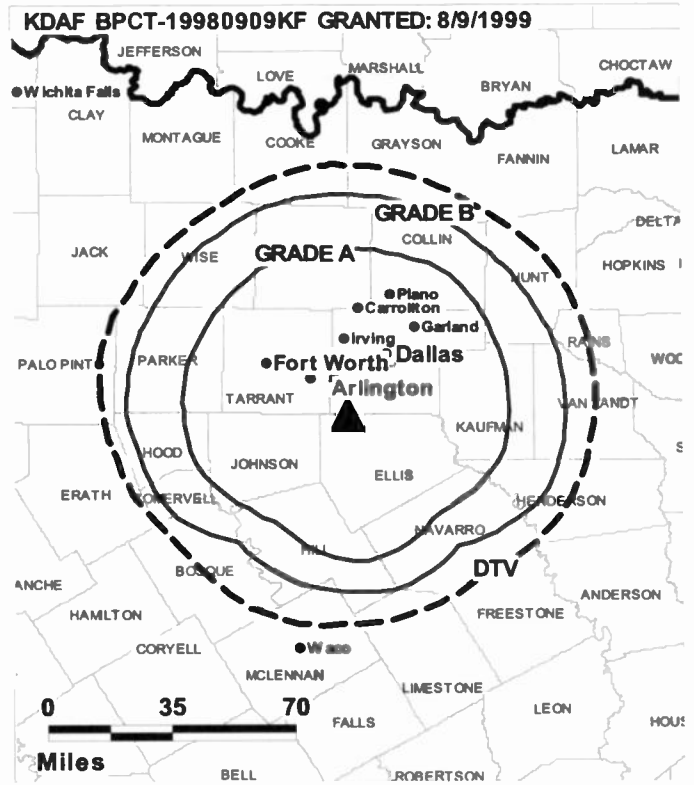 KDAF BPCT-19980909KF GRANTED: 8/9/1999
JEFFERSON
LOVE
MARSHALL
BRYAN
CHOCTAW
Wichita Falls
CLAY
MONTAGUE
COOKE
GRAYSON
FANNIN
LAMAR
GRADE B
DELTA
JACK
WISE
GRADE A
COLLIN
HUNT
HOPKINS
Plano
Carrollton
Garland
Irving
RAINS
PALO PINT
PARKER
Fort Worth
Dallas
WOO
Arlington
TARRANT
VAN ZANDT
KAUFMAN
HOOD
JOHNSON
ELLIS
ERATH
SOMERVELL
HENDERSON
NAVARRO
HILL
BOSQUE
DTV
ANCHE
ANDERSON
HAMILTON
FREESTONE
CORYELL
Waco
MCLENNAN
LIMESTONE
0 35 70
LEON
FALLS
HOUS
Miles
BELL
ROBERTSON